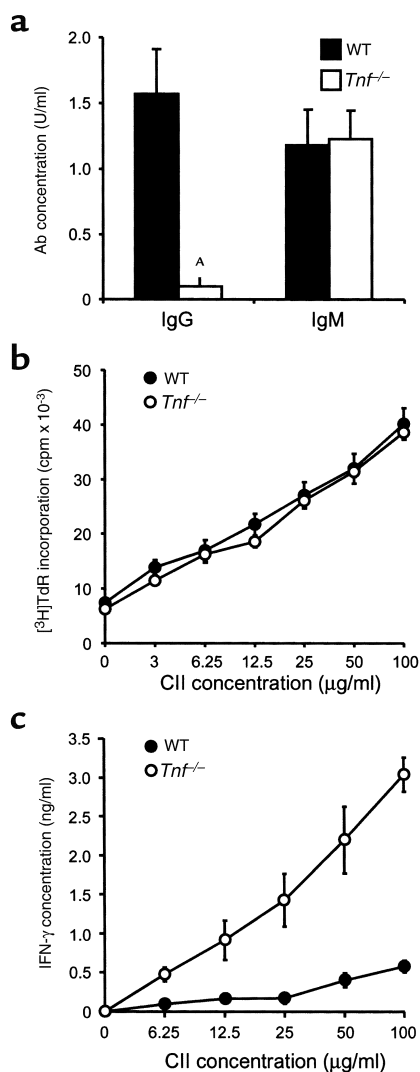 a
Ab concentration (U/ml)
2.0
1.5
1.0
0.5
0
WT
Tnf–/–
A
IgG
IgM
b
[3H]TdR incorporation (cpm x 10-3)
50
40
30
20
10
0
WT
Tnf–/–
0 3 6.25 12.5 25 50 100
CII concentration (μg/ml)
c
IFN-γ concentration (ng/ml)
3.5
3.0
2.5
2.0
1.5
1.0
0.5
0
WT
Tnf–/–
0 6.25 12.5 25 50 100
CII concentration (μg/ml)